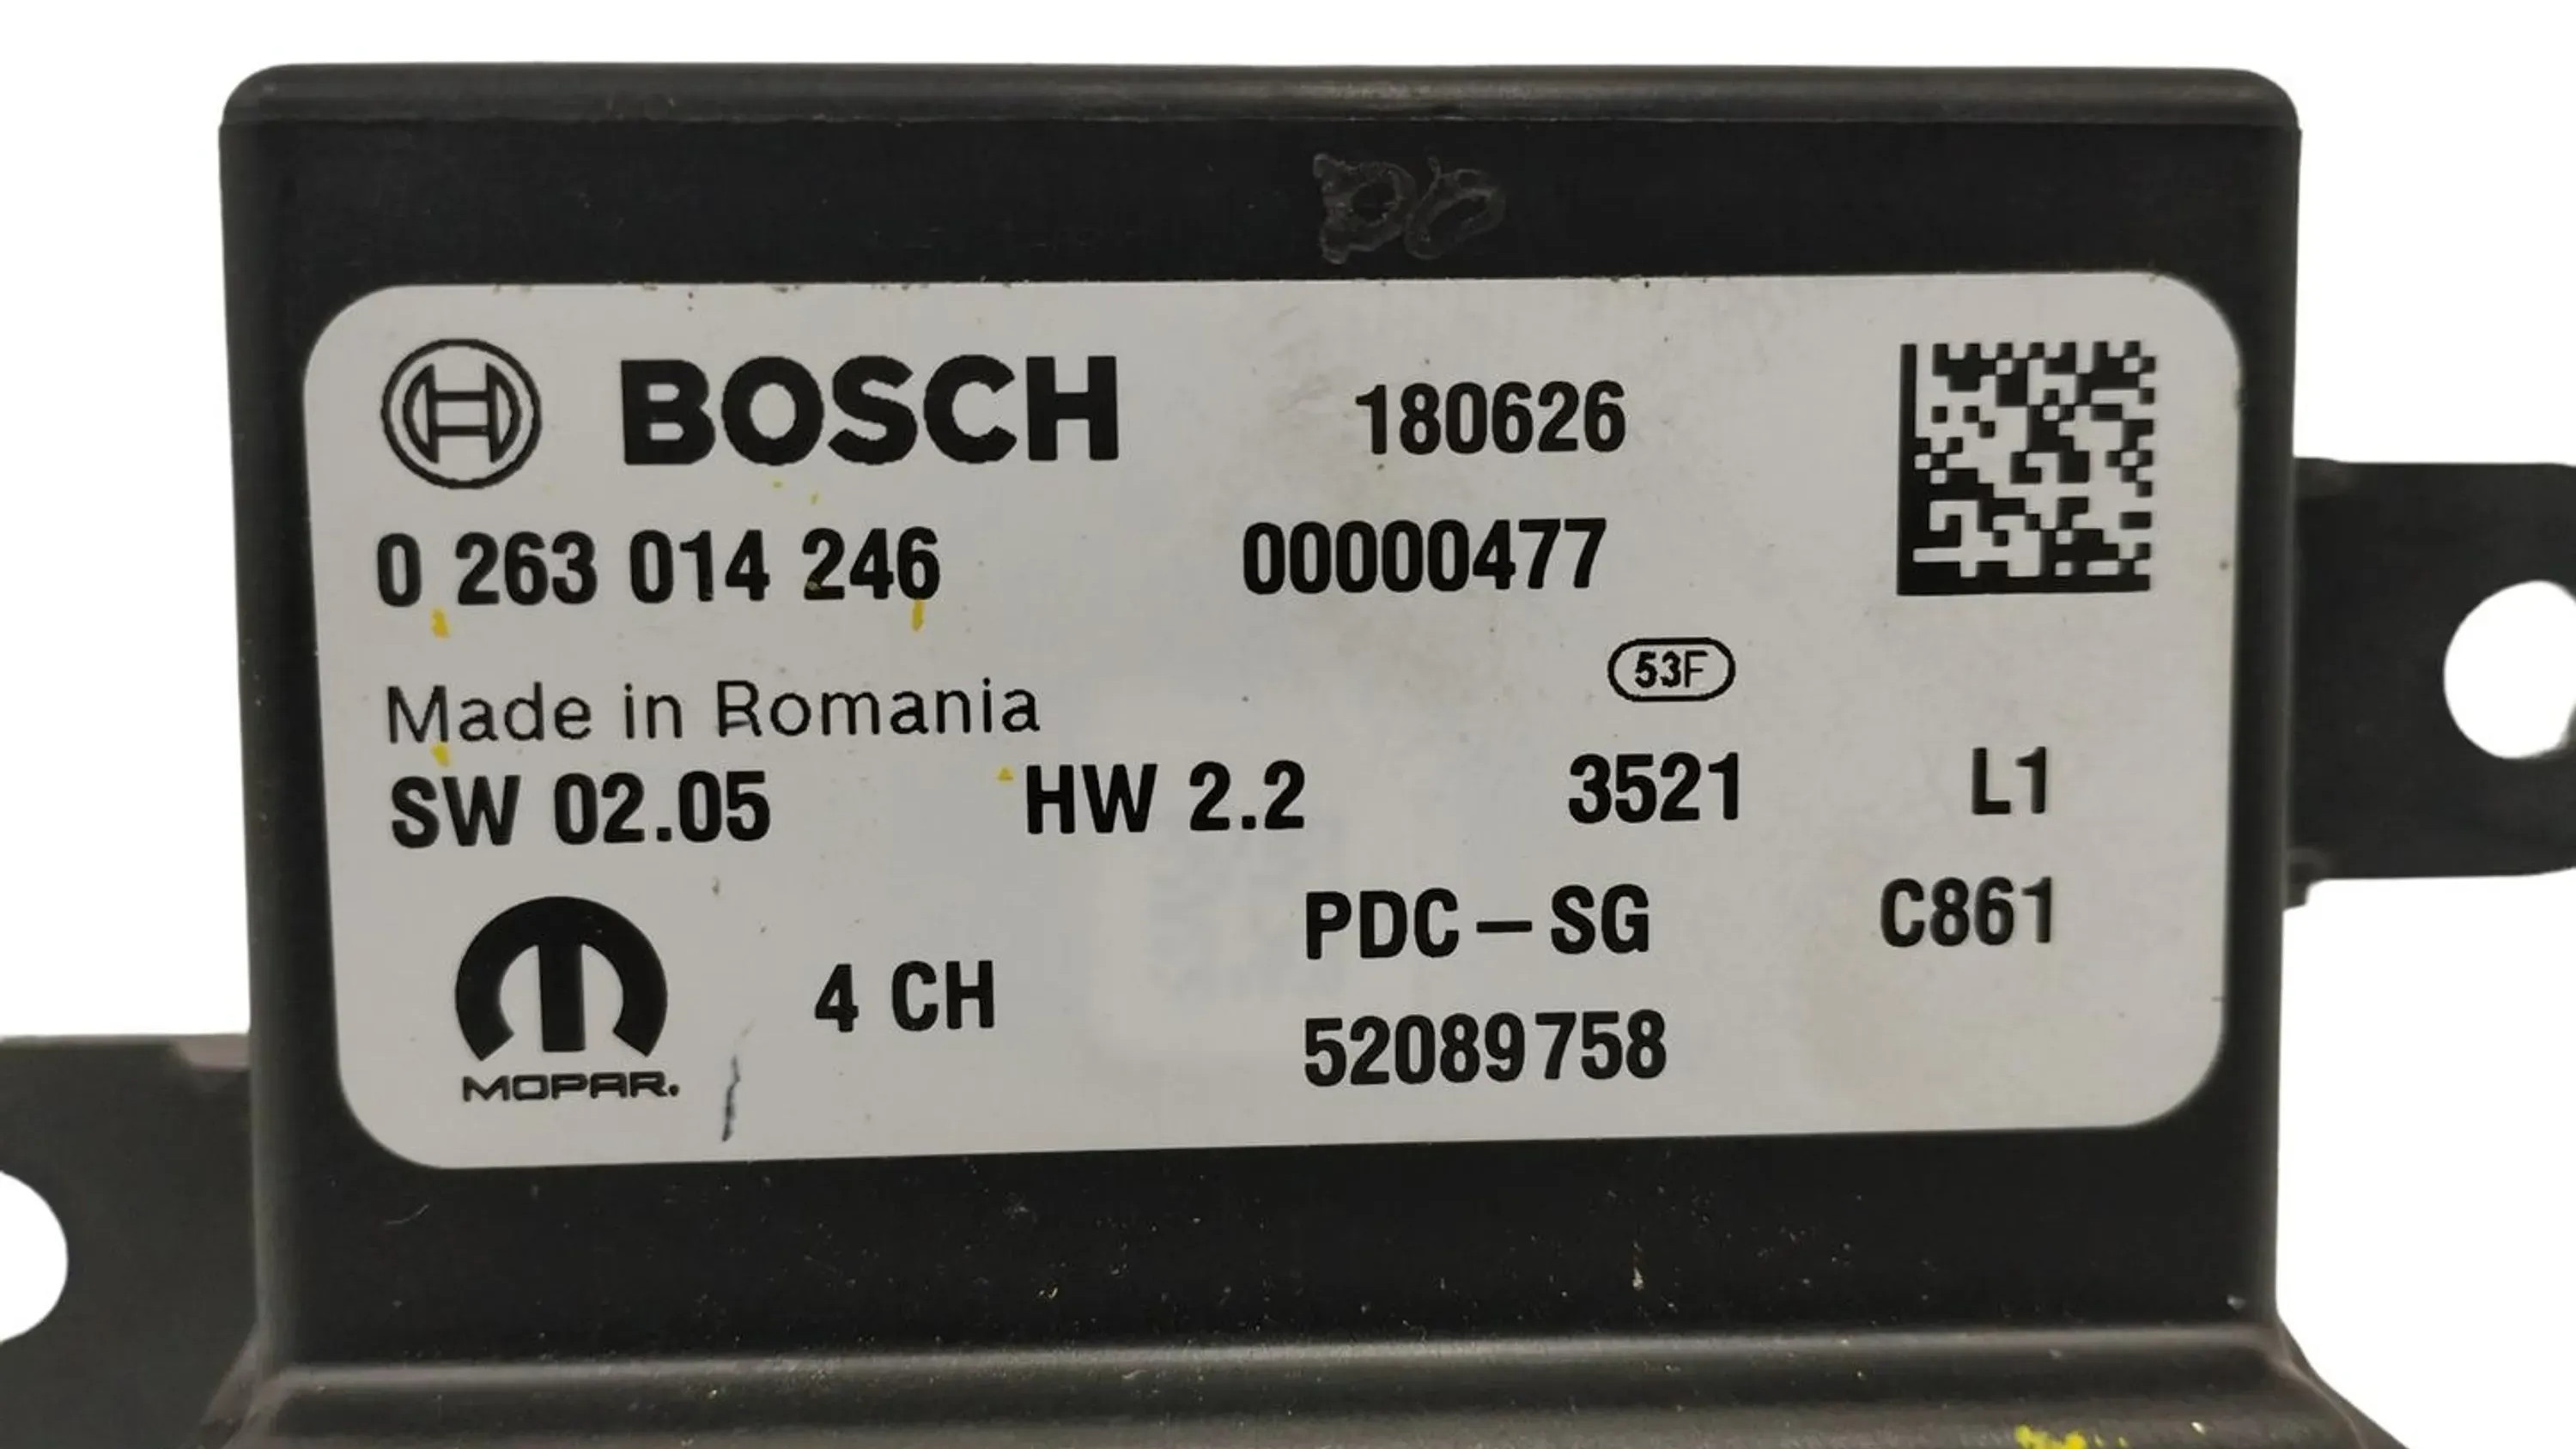 BOSCH 180626
0 263 014 246 00000477
Made in Romania 53F
SW 02.05 HW 2.2 3521 L1
PDC-SG C861
4 CH
MOPAR. 52089758